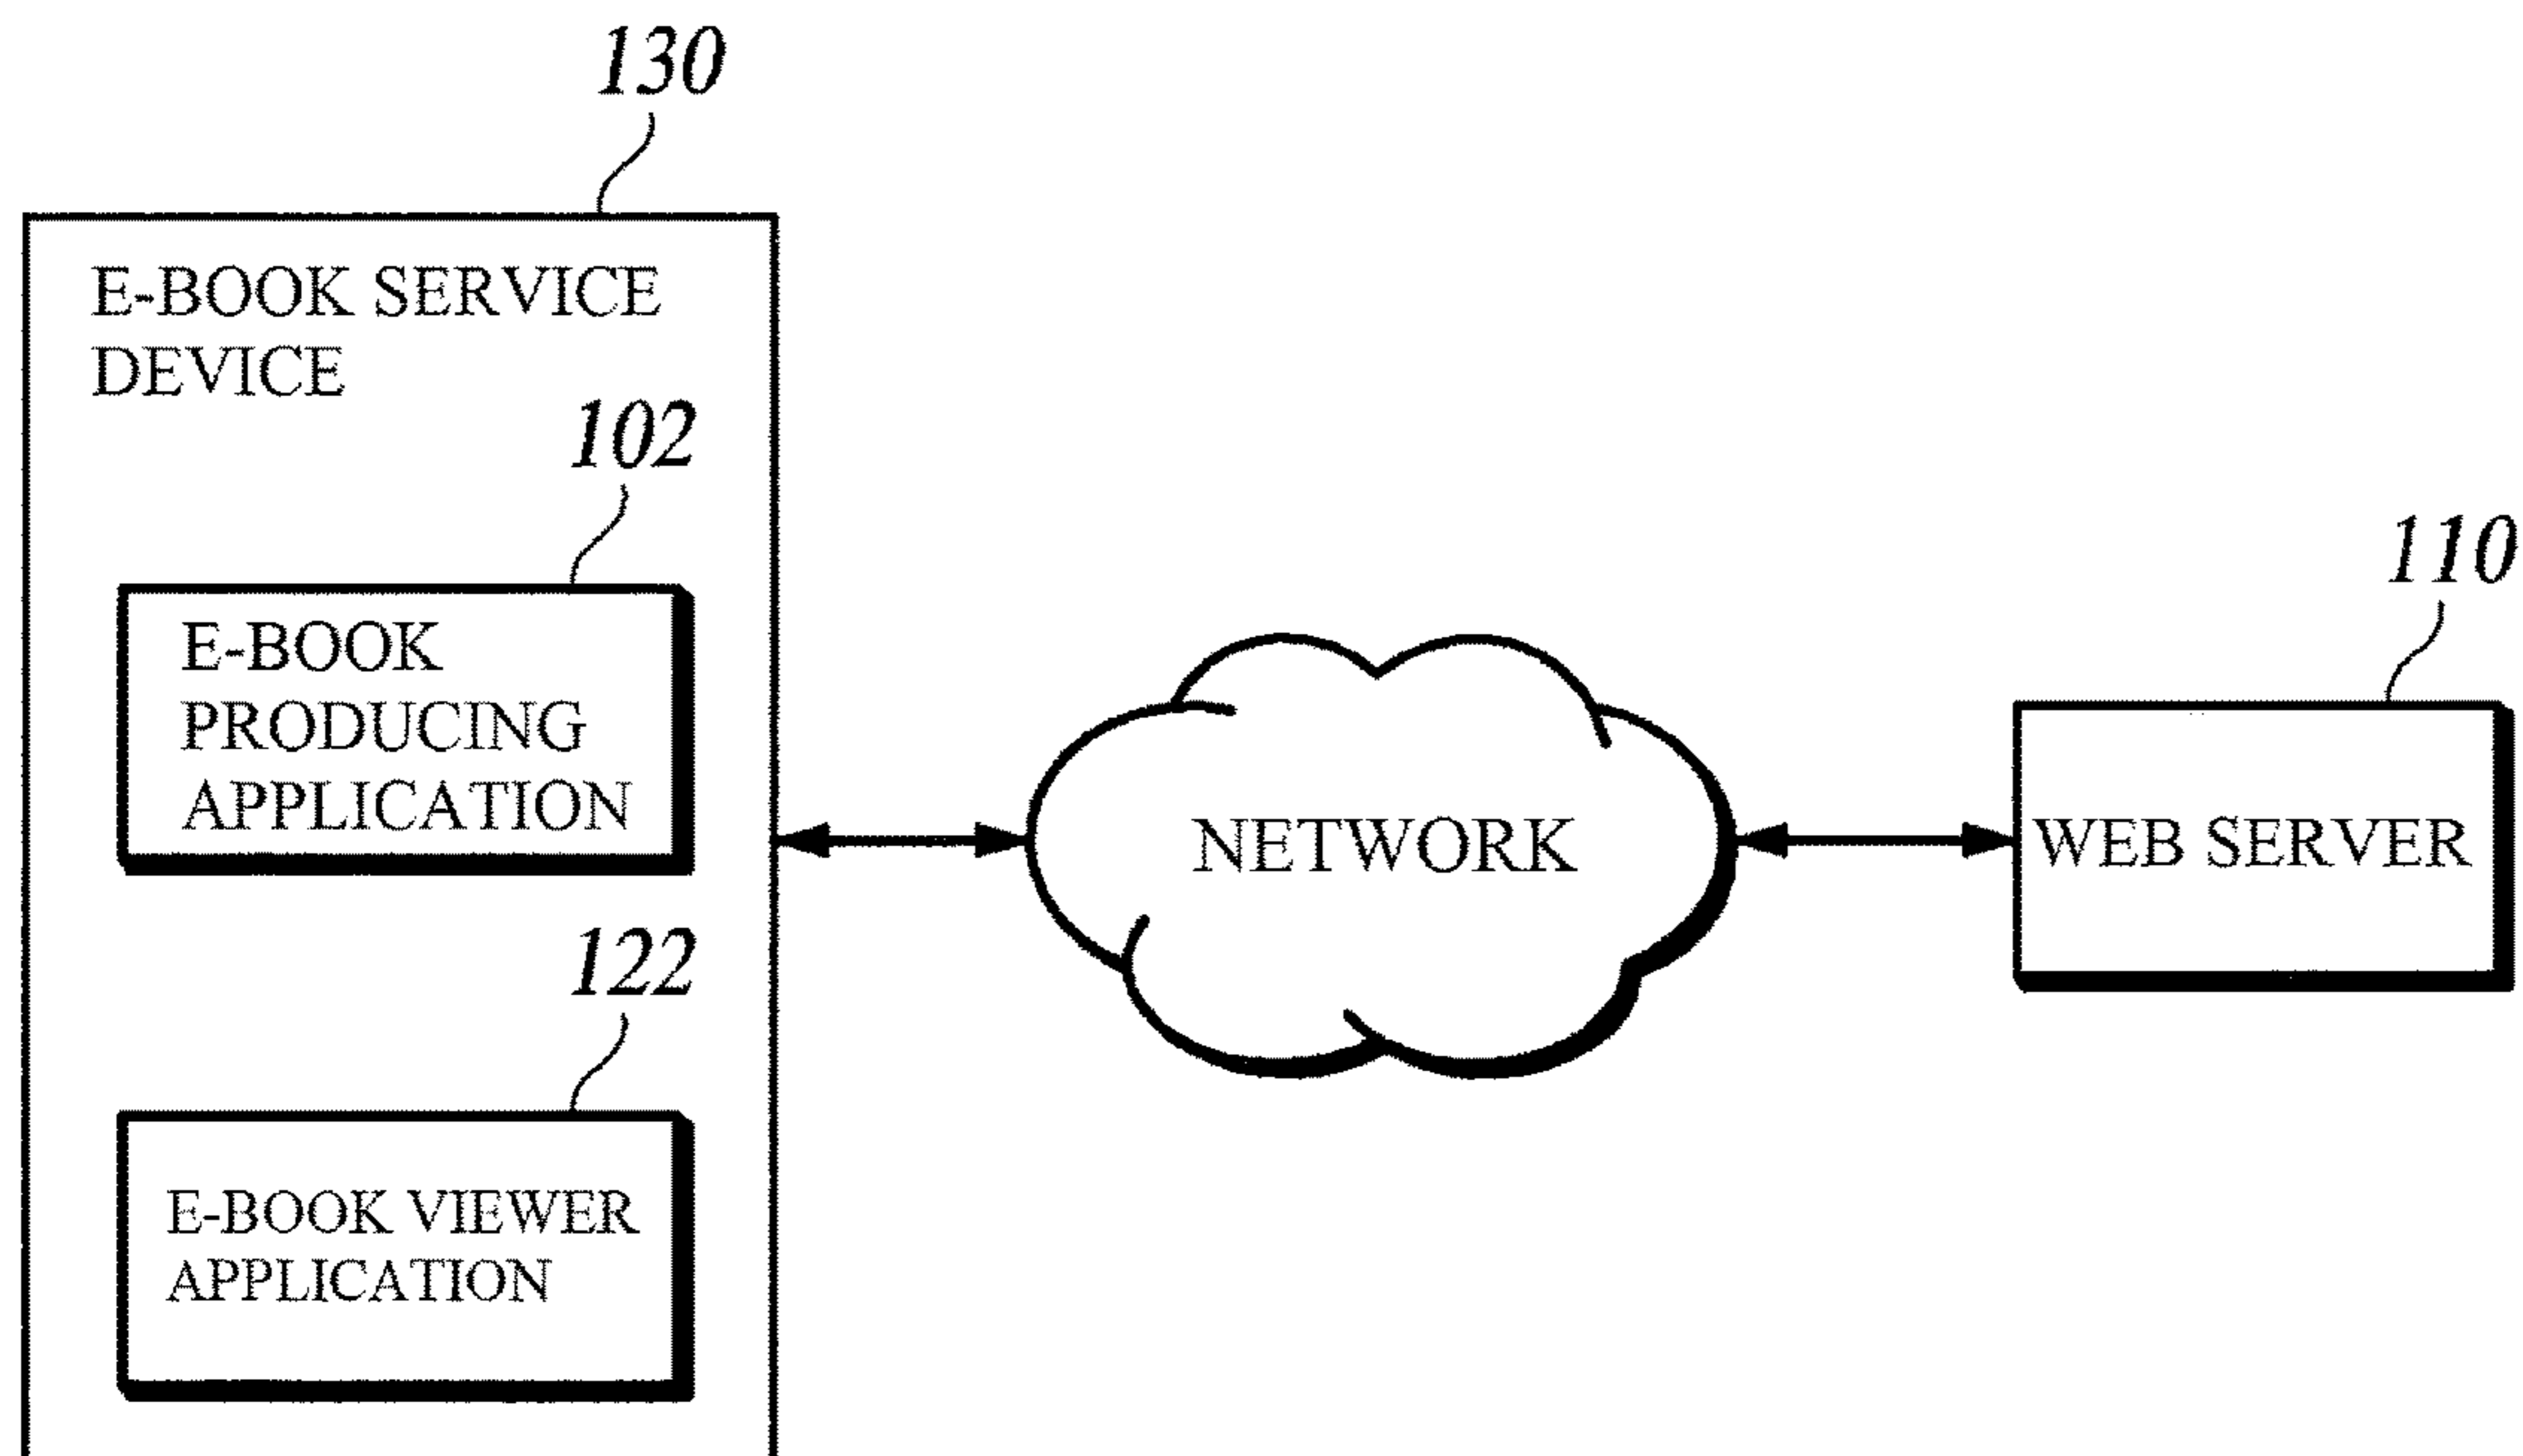 130
E-BOOK SERVICE
DEVICE
102
E-BOOK
PRODUCING
APPLICATION
122
E-BOOK VIEWER
APPLICATION
NETWORK
110
WEB SERVER